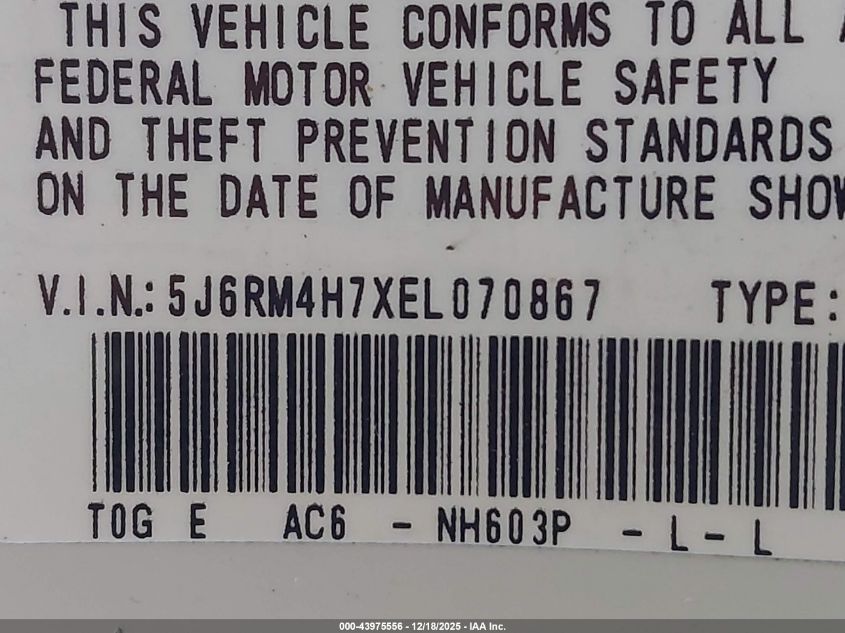 THIS VEHICLE CONFORMS TO ALL
FEDERAL MOTOR VEHICLE SAFETY
AND THEFT PREVENTION STANDARDS
ON THE DATE OF MANUFACTURE
V.I.N.: 5J6RM4H7XEL070867 TYPE:
T0G E AC6 - NH603P - L - L
000-43975556 - 12/18/2025 - IAA Inc.